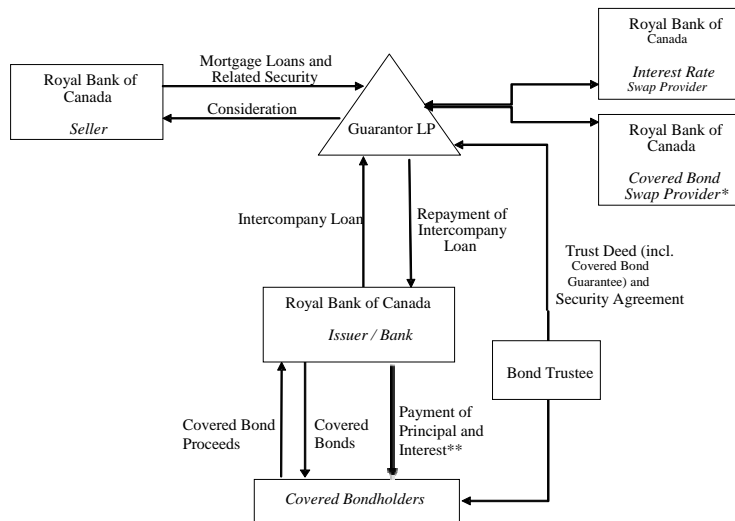 Royal Bank of
Canada
Seller
Mortgage Loans and
Related Security
Consideration
Guarantor LP
Royal Bank of
Canada
Interest Rate
Swap Provider
Royal Bank of
Canada
Covered Bond
Swap Provider*
Intercompany Loan
Repayment of
Intercompany
Loan
Trust Deed (incl.
Covered Bond
Guarantee) and
Security Agreement
Royal Bank of Canada
Issuer / Bank
Bond Trustee
Covered Bond
Proceeds
Covered
Bonds
Payment of
Principal and
Interest**
Covered Bondholders